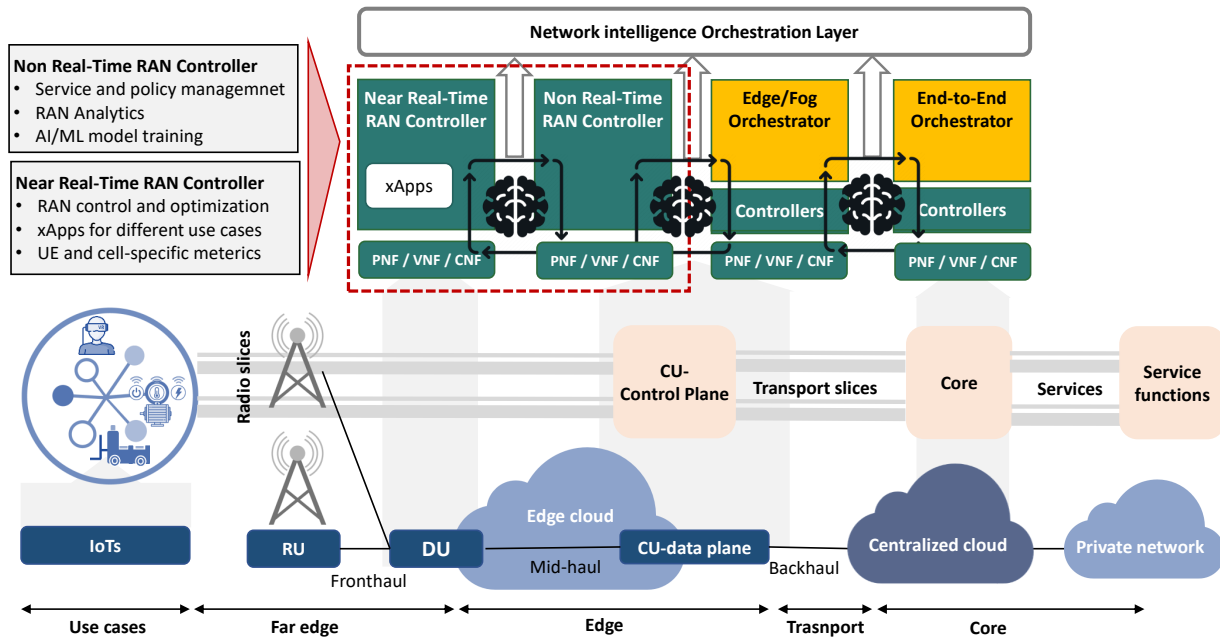 Network intelligence Orchestration Layer
Non Real-Time RAN Controller
• Service and policy managemnet
• RAN Analytics
• AI/ML model training
Near Real-Time RAN Controller
• RAN control and optimization
• xApps for different use cases
• UE and cell-specific meterics
Near Real-Time
RAN Controller
xApps
Non Real-Time
RAN Controller
Edge/Fog
Orchestrator
End-to-End
Orchestrator
Controllers
Controllers
PNF / VNF / CNF
PNF / VNF / CNF
PNF / VNF / CNF
PNF / VNF / CNF
Radio slices
CU-
Control Plane
Transport slices
Core
Services
Service
functions
IoTs
RU
Fronthaul
DU
Edge cloud
Mid-haul
CU-data plane
Backhaul
Centralized cloud
Private network
Use cases
Far edge
Edge
Trasnport
Core